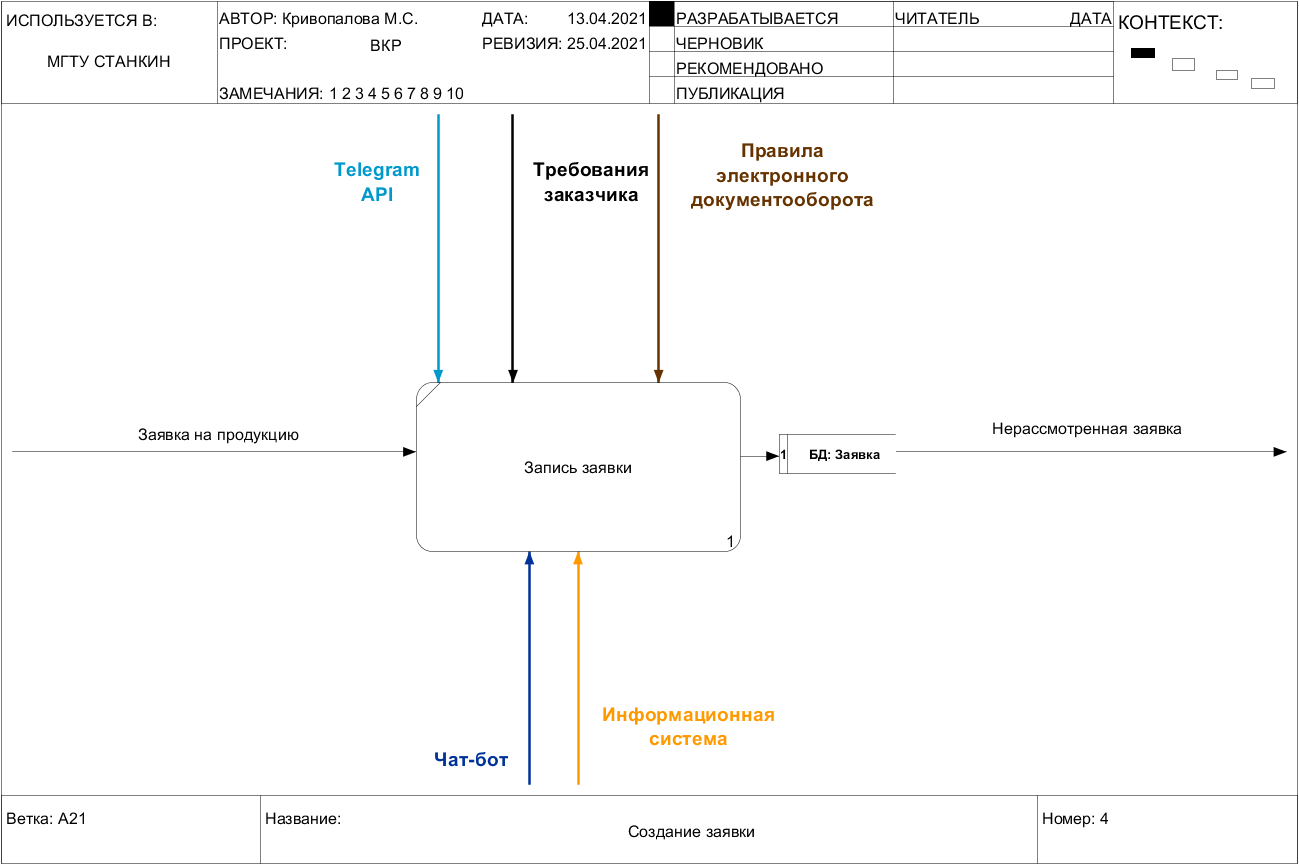 ИСПОЛЬЗУЕТСЯ В:
МГТУ СТАНКИН
АВТОР: Кривопалова М.С.
ДАТА: 13.04.2021
ПРОЕКТ: ВКР
РЕВИЗИЯ: 25.04.2021
ЗАМЕЧАНИЯ: 1 2 3 4 5 6 7 8 9 10
РАЗРАБАТЫВАЕТСЯ
ЧЕРНОВИК
РЕКОМЕНДОВАНО
ПУБЛИКАЦИЯ
ЧИТАТЕЛЬ ДАТА
КОНТЕКСТ:
Telegram
API
Требования
заказчика
Правила
электронного
документооборота
Заявка на продукцию
Запись заявки
1
1 БД: Заявка
Нерассмотренная заявка
Чат-бот
Информационная
система
Ветка: A21
Название:
Создание заявки
Номер: 4